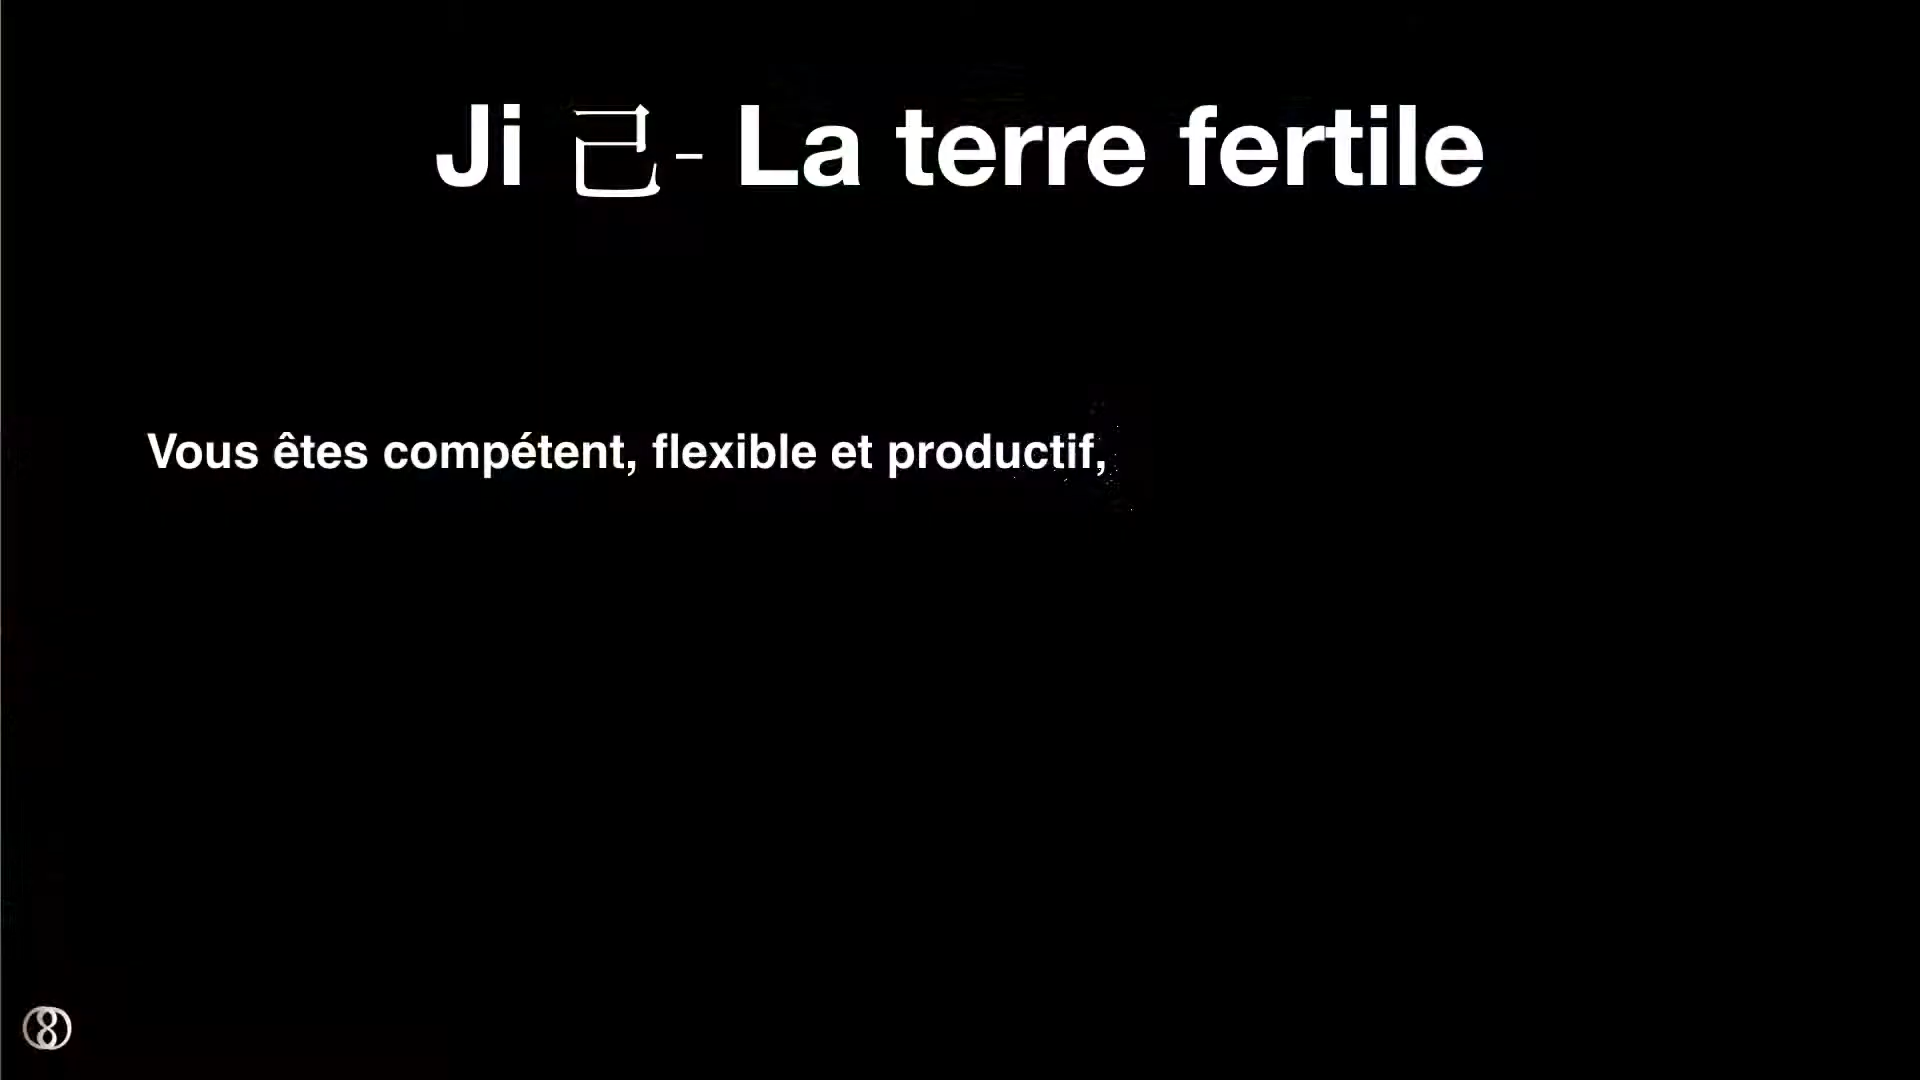 Ji 己- La terre fertile
Vous êtes compétent, flexible et productif,